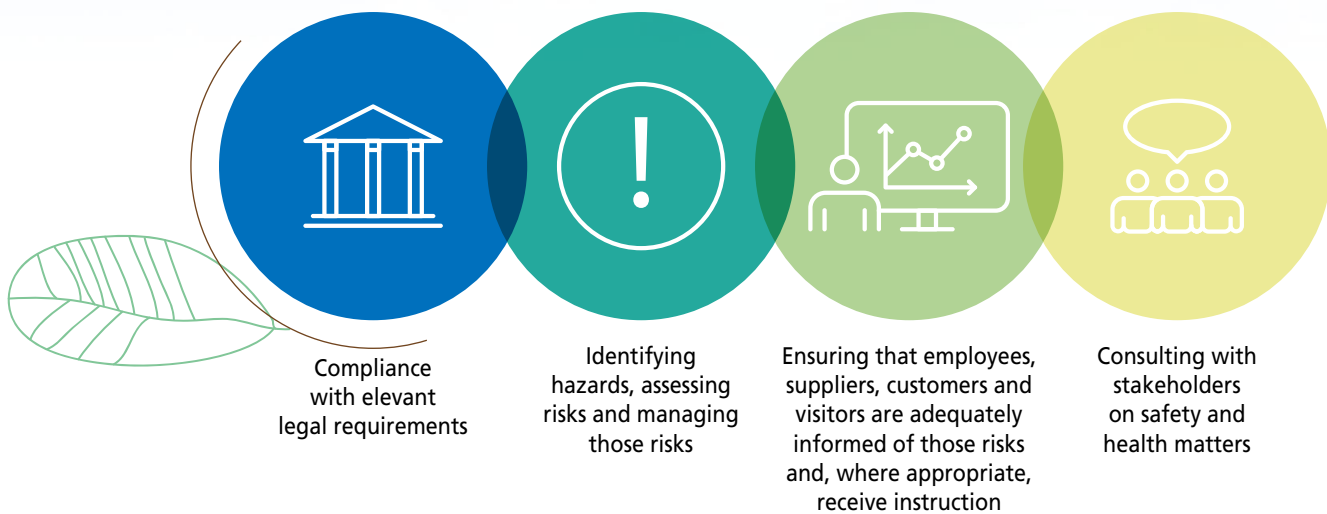 Compliance
with elevant
legal requirements
Identifying
hazards, assessing
risks and managing
those risks
Ensuring that employees,
suppliers, customers and
visitors are adequately
informed of those risks
and, where appropriate,
receive instruction
Consulting with
stakeholders
on safety and
health matters